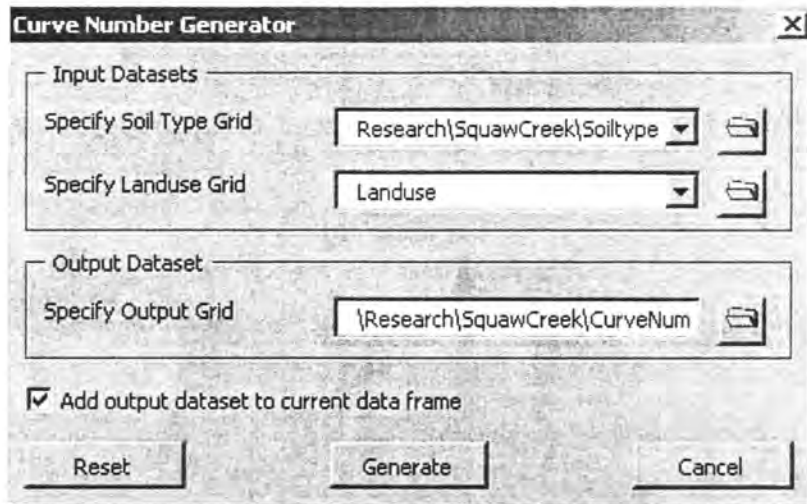 Curve Number Generator
Input Datasets
Specify Soil Type Grid
Research\SquawCreek\Soiltype
Specify Landuse Grid
Landuse
Output Dataset
Specify Output Grid
\Research\SquawCreek\CurveNum
Add output dataset to current data frame
Reset
Generate
Cancel